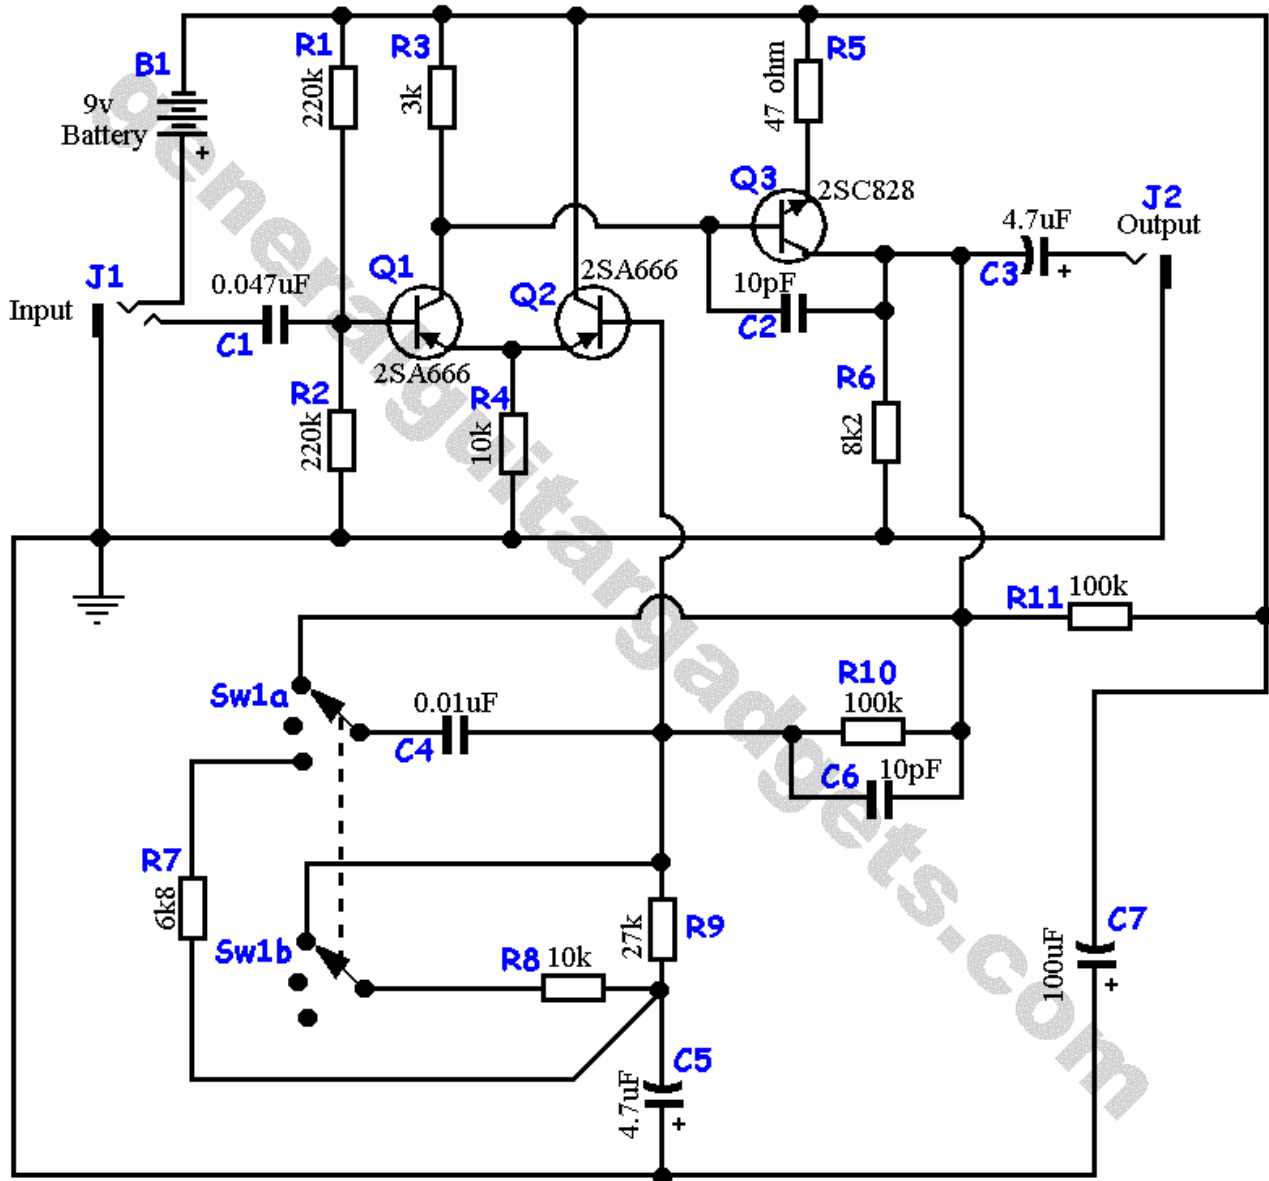 B1
9v
Battery
+
R1
220k
R3
3k
R5
47 ohm
Q3
2SC828
J2
Output
4.7uF
C3
+
J1
Input
0.047uF
C1
Q1
2SA666
Q2
2SA666
10pF
C2
R2
220k
R4
10k
R6
8k2
R11
100k
Sw1a
0.01uF
C4
R10
100k
C6
10pF
R7
6k8
Sw1b
R8
10k
R9
27k
C7
100uF
+
C5
4.7uF
+
generalguitargadgets.com